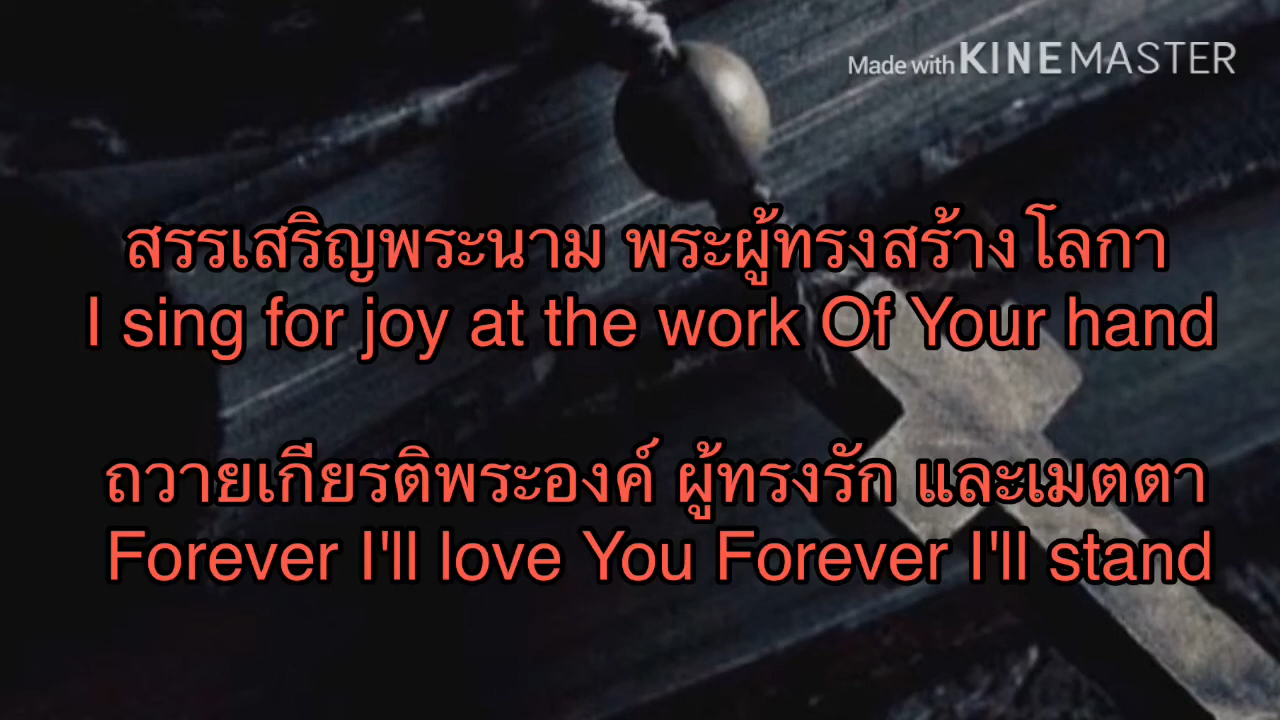 Made with KINEMASTER
สรรเสริญพระนาม พระผู้ทรงสร้างโลกา
I sing for joy at the work Of Your hand
ถวายเกียรติพระองค์ ผู้ทรงรัก และเมตตา
Forever I'll love You Forever I'll stand